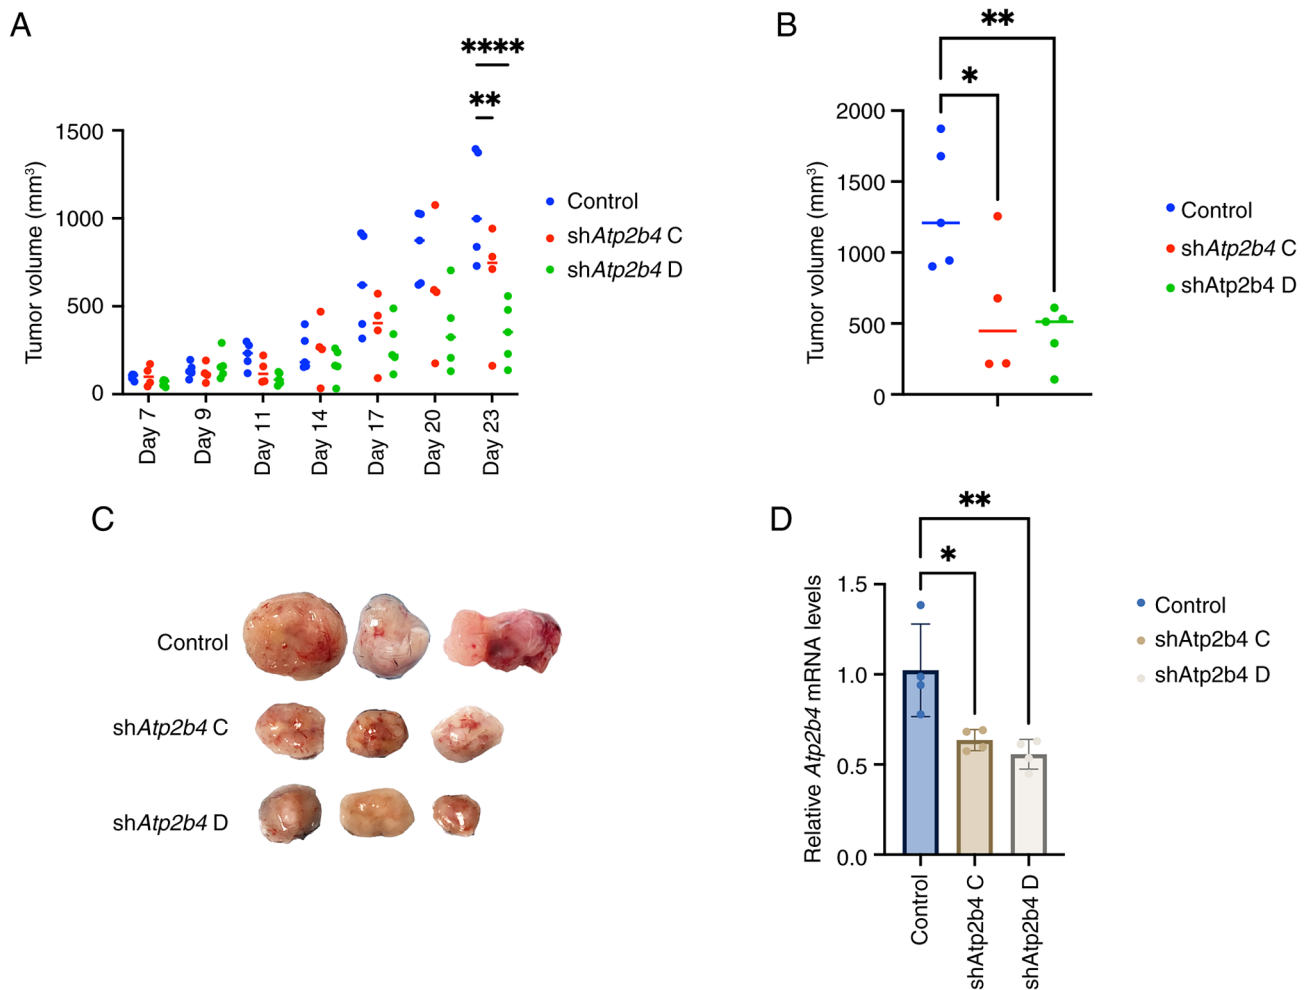 A
****
**
Tumor volume (mm³)
1500
1000
500
0
Day 7
Day 9
Day 11
Day 14
Day 17
Day 20
Day 23
Control
shAtp2b4 C
shAtp2b4 D
B
**
*
Tumor volume (mm³)
2000
1500
1000
500
0
Control
shAtp2b4 C
shAtp2b4 D
C
Control
shAtp2b4 C
shAtp2b4 D
D
**
*
Relative Atp2b4 mRNA levels
1.5
1.0
0.5
0.0
Control
shAtp2b4 C
shAtp2b4 D
Control
shAtp2b4 C
shAtp2b4 D